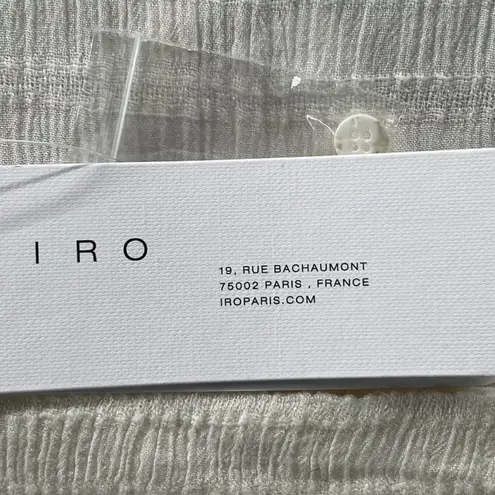 IRO
19, RUE BACHAUMONT
75002 PARIS , FRANCE
IROPARIS.COM